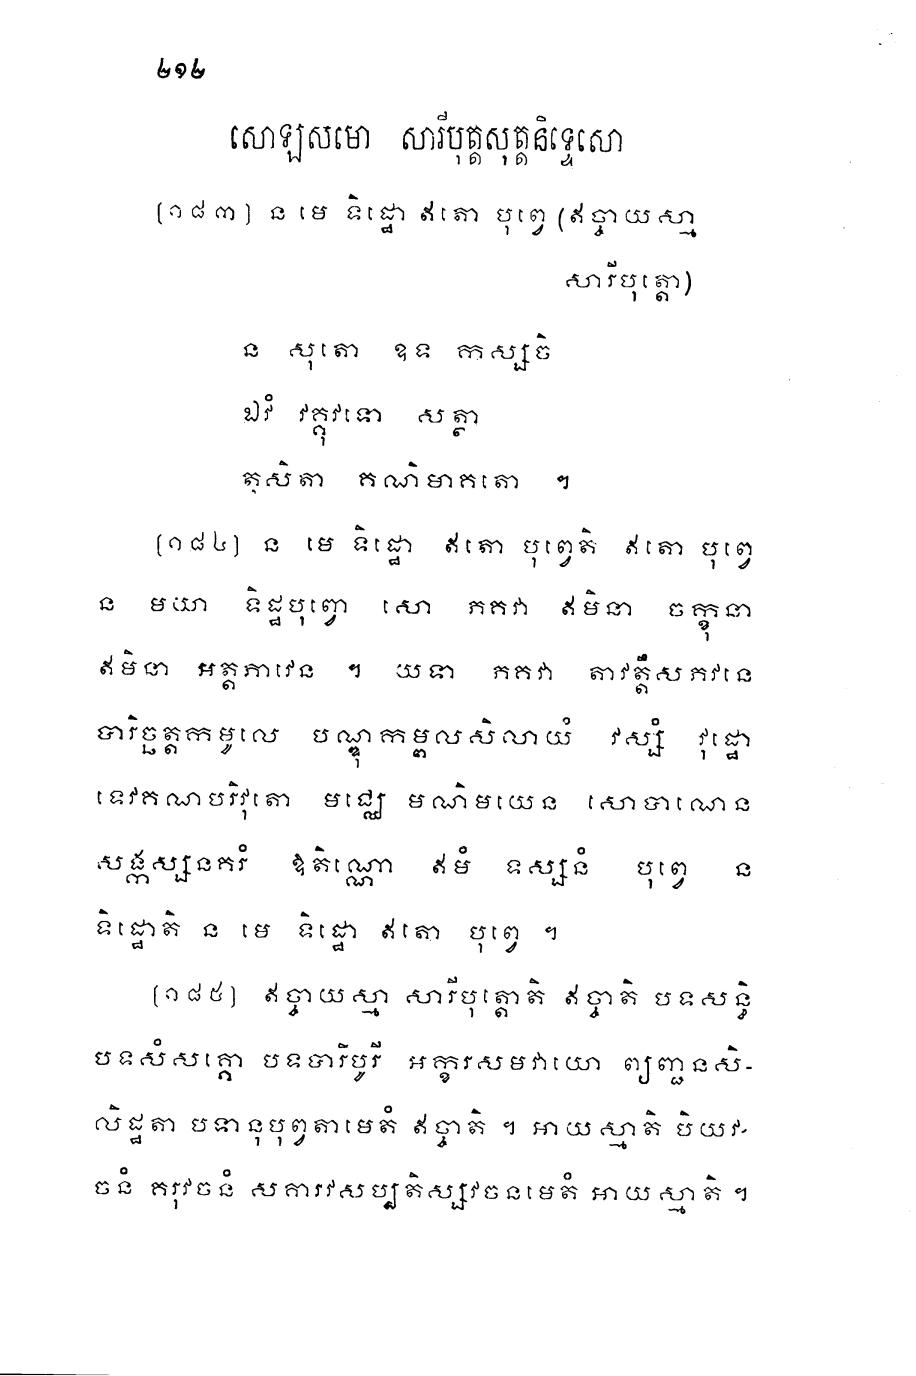 ២១២
សោឡសមោ សារីបុត្តសុត្តនិទ្ទេសោ
(១៨៣) ន មេ ទិដ្ឋោ ឥតោ បុព្វេ (ឥច្ចាយស្មា
សារីបុត្តោ)
ន សុតោ ឧទ កស្សចិ
ឯវំ វគ្គុវទោ សត្ថា
តុសិតា គណិមាគតោ ។
(១៨៤) ន មេ ទិដ្ឋោ ឥតោ បុព្វេតិ ឥតោ បុព្វេ
ន មយា ទិដ្ឋបុព្វោ សោ ភគវា ឥមិនា ចក្ខុនា
ឥមិនា អត្តភាវេន ។ យទា ភគវា តាវត្តឹសភវនេ
បារិច្ឆត្តកមូលេ បណ្ឌុកម្ពលសិលាយំ វស្សំ វុដ្ឋោ
ទេវគណបរិវុតោ មជ្ឈេ មណិមយេន សោបាណេន
សង្កស្សនគរំ ឱតិណ្ណោ ឥមំ ទស្សនំ បុព្វេ ន
ទិដ្ឋោតិ ន មេ ទិដ្ឋោ ឥតោ បុព្វេ ។
(១៨៥) ឥច្ចាយស្មា សារីបុត្តោតិ ឥច្ចាតិ បទសន្ធិ
បទសំសគ្គោ បទបារិបូរី អក្ខរសមវាយោ ព្យញ្ជនសិ-
លិដ្ឋតា បទានុបុព្វតាមេតំ ឥច្ចាតិ ។ អាយស្មាតិ បិយវ-
ចនំ គរុវចនំ សគារវសប្បតិស្សវចនមេតំ អាយស្មាតិ ។